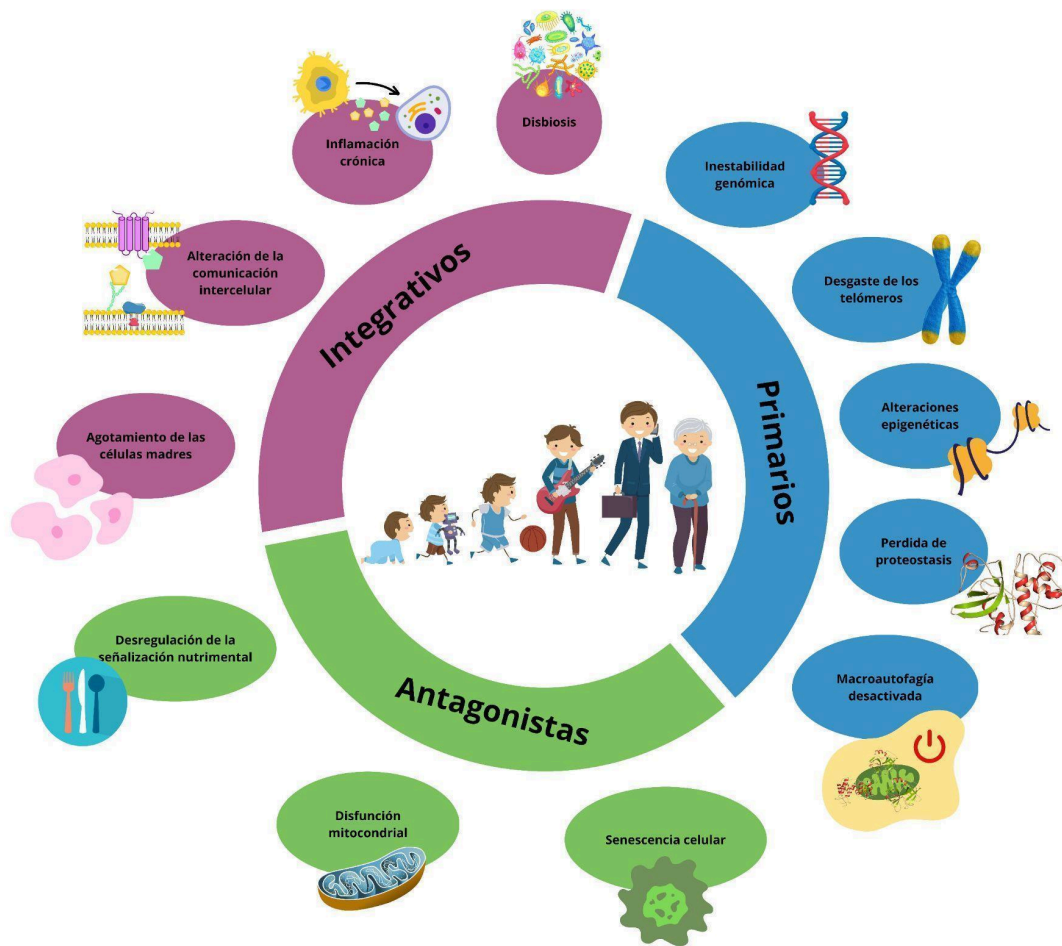 Disbiosis
Inflamación
crónica
Inestabilidad
genómica
Alteración de la
comunicación
intercelular
Desgaste de los
telómeros
Integrativos
Primarios
Alteraciones
epigenéticas
Agotamiento de las
células madres
Perdida de
proteostasis
Desregulación de la
señalización nutrimental
Macroautofagía
desactivada
Antagonistas
Disfunción
mitocondrial
Senescencia celular